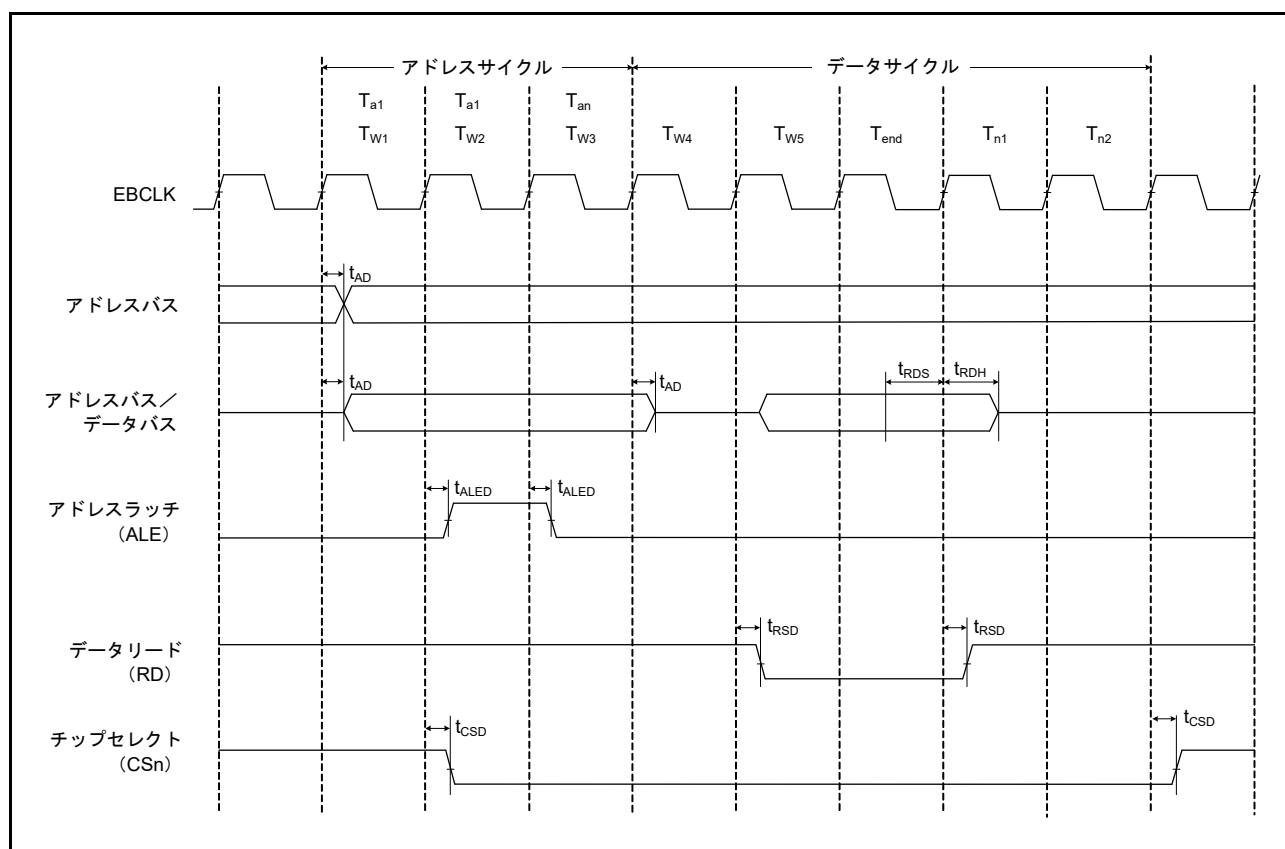 アドレスサイクル データサイクル
Ta1 Ta1 Tan
TW1 TW2 TW3 TW4 TW5 Tend Tn1 Tn2
EBCLK
tAD
アドレスバス
tAD tAD tRDS tRDH
アドレスバス／
データバス
tALED tALED
アドレスラッチ
（ALE）
tRSD tRSD
データリード
（RD）
tCSD tCSD
チップセレクト
（CSn）